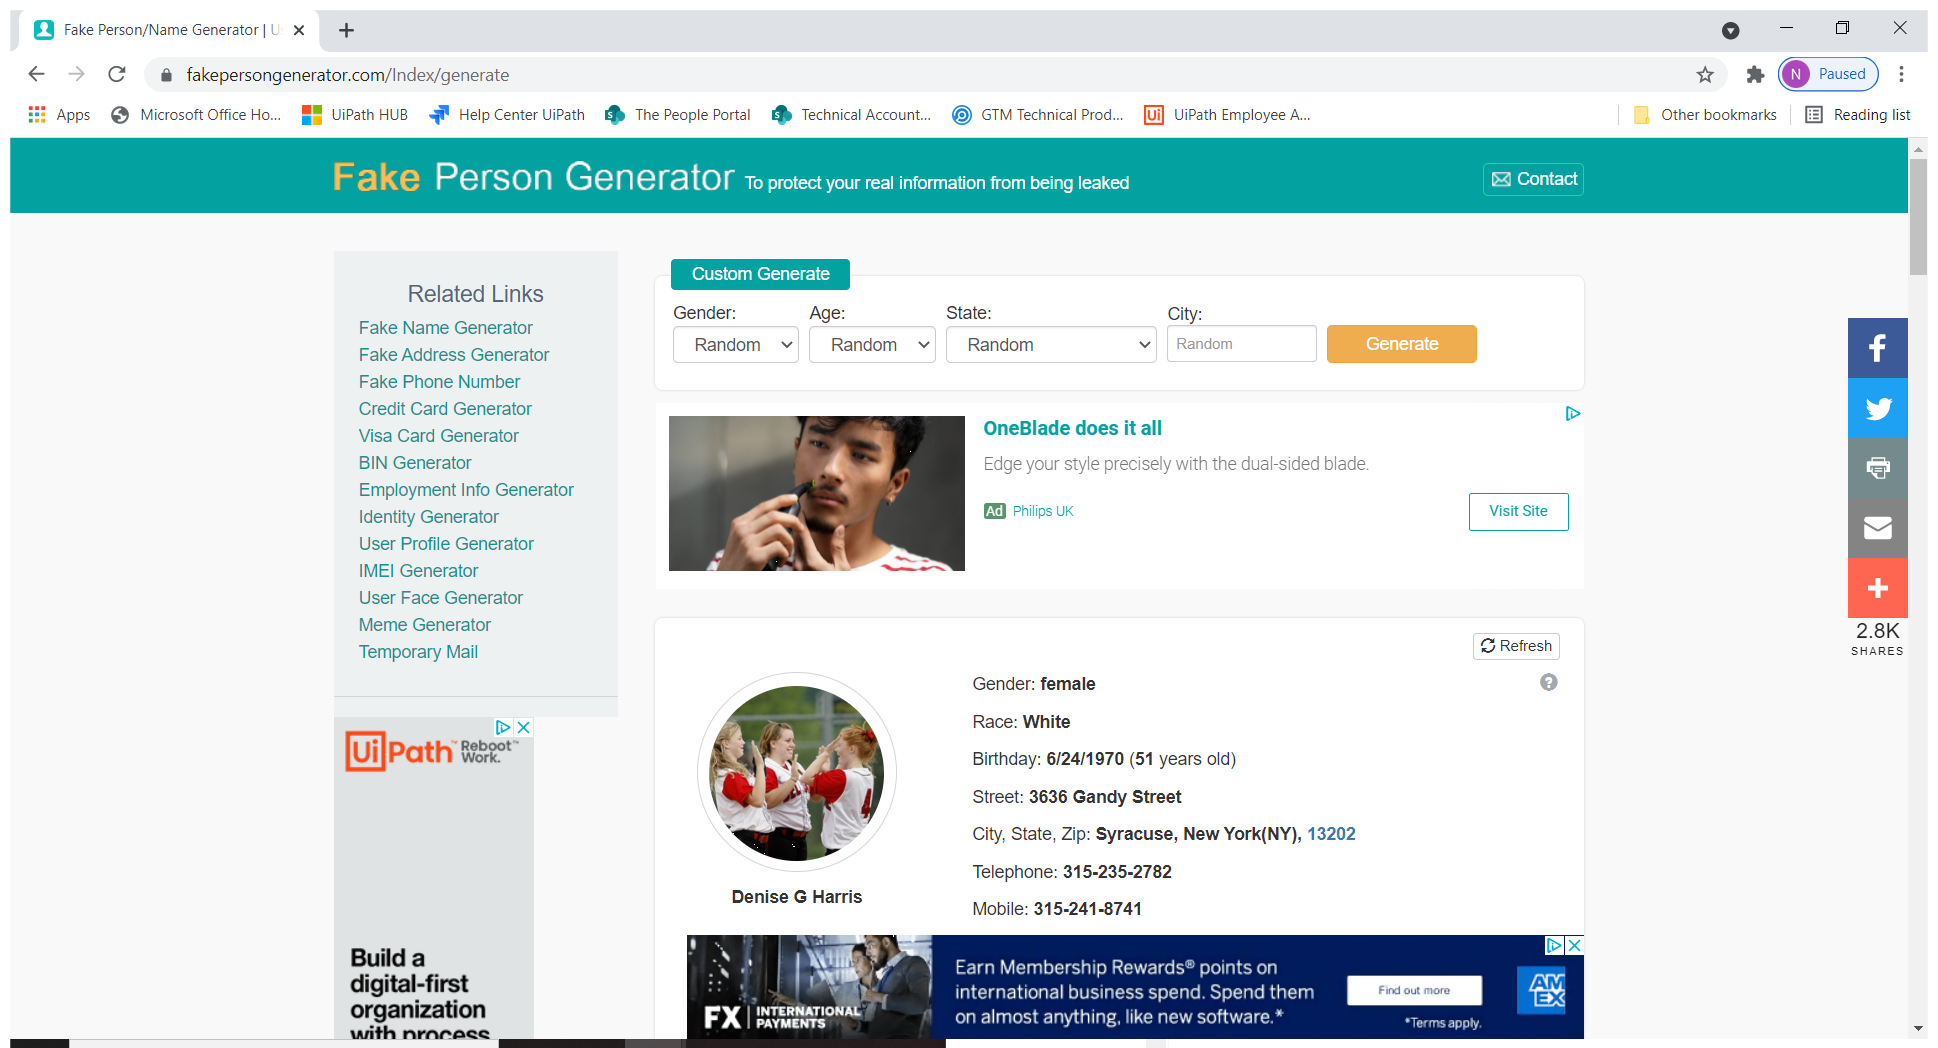 Fake Person/Name Generator | U
fakepersongenerator.com/Index/generate
N Paused
Apps
Microsoft Office Ho...
UiPath HUB
Help Center UiPath
The People Portal
Technical Account...
GTM Technical Prod...
UiPath Employee A...
Other bookmarks
Reading list
Fake Person Generator To protect your real information from being leaked
Contact
Related Links
Fake Name Generator
Fake Address Generator
Fake Phone Number
Credit Card Generator
Visa Card Generator
BIN Generator
Employment Info Generator
Identity Generator
User Profile Generator
IMEI Generator
User Face Generator
Meme Generator
Temporary Mail
UiPath™ Reboot Work.™
Build a
digital-first
organization
with process
Custom Generate
Gender: Age: State: City:
Random Random Random Random Generate
OneBlade does it all
Edge your style precisely with the dual-sided blade.
Ad Philips UK
Visit Site
Refresh
Gender: female
Race: White
Birthday: 6/24/1970 (51 years old)
Street: 3636 Gandy Street
City, State, Zip: Syracuse, New York(NY), 13202
Telephone: 315-235-2782
Mobile: 315-241-8741
Denise G Harris
FX | INTERNATIONAL PAYMENTS
Earn Membership Rewards® points on
international business spend. Spend them
on almost anything, like new software.*
Find out more
*Terms apply.
AM
EX
2.8K
SHARES